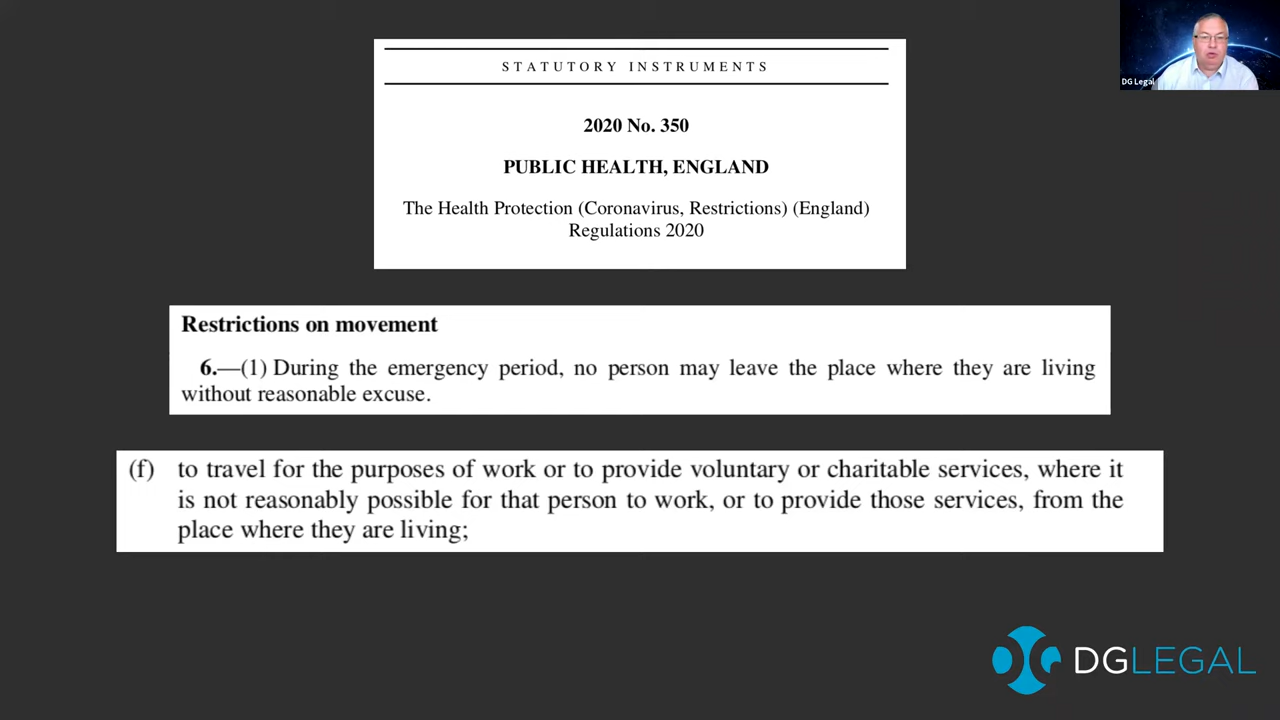 STATUTORY INSTRUMENTS
2020 No. 350
PUBLIC HEALTH, ENGLAND
The Health Protection (Coronavirus, Restrictions) (England)
Regulations 2020
DG Legal
Restrictions on movement
6.—(1) During the emergency period, no person may leave the place where they are living
without reasonable excuse.
(f) to travel for the purposes of work or to provide voluntary or charitable services, where it
is not reasonably possible for that person to work, or to provide those services, from the
place where they are living;
DGLEGAL